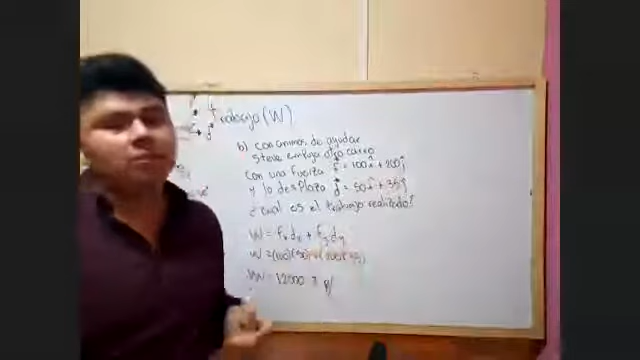 Trabajo (W)
b) con animos de ayudar
Steve empuja otro carro
con una fuerza F = 100î + 200ĵ
y lo desplaza d = 50î + 35ĵ
¿cual es el trabajo realizado?
W = Fx dx + Fy dy
W = (100)(50) + (200)(35)
W = 12000 J